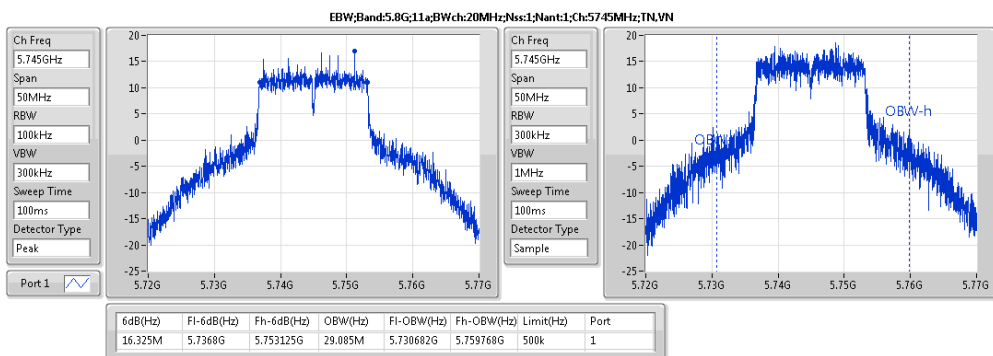 EBW;Band:5.8G;11a;BWch:20MHz;Nss:1;Nant:1;Ch:5745MHz;TN,VN
Ch Freq
5.745GHz
Span
50MHz
RBW
100kHz
VBW
300kHz
Sweep Time
100ms
Detector Type
Peak
Port 1
20
15
10
5
0
-5
-10
-15
-20
-25
5.72G 5.73G 5.74G 5.75G 5.76G 5.77G
Ch Freq
5.745GHz
Span
50MHz
RBW
300kHz
VBW
1MHz
Sweep Time
100ms
Detector Type
Sample
20
15
10
5
0
-5
-10
-15
-20
-25
OBW-h
5.72G 5.73G 5.74G 5.75G 5.76G 5.77G
6dB(Hz) Fl-6dB(Hz) Fh-6dB(Hz) OBW(Hz) Fl-OBW(Hz) Fh-OBW(Hz) Limit(Hz) Port
16.325M 5.7368G 5.753125G 29.085M 5.730682G 5.759768G 500k 1